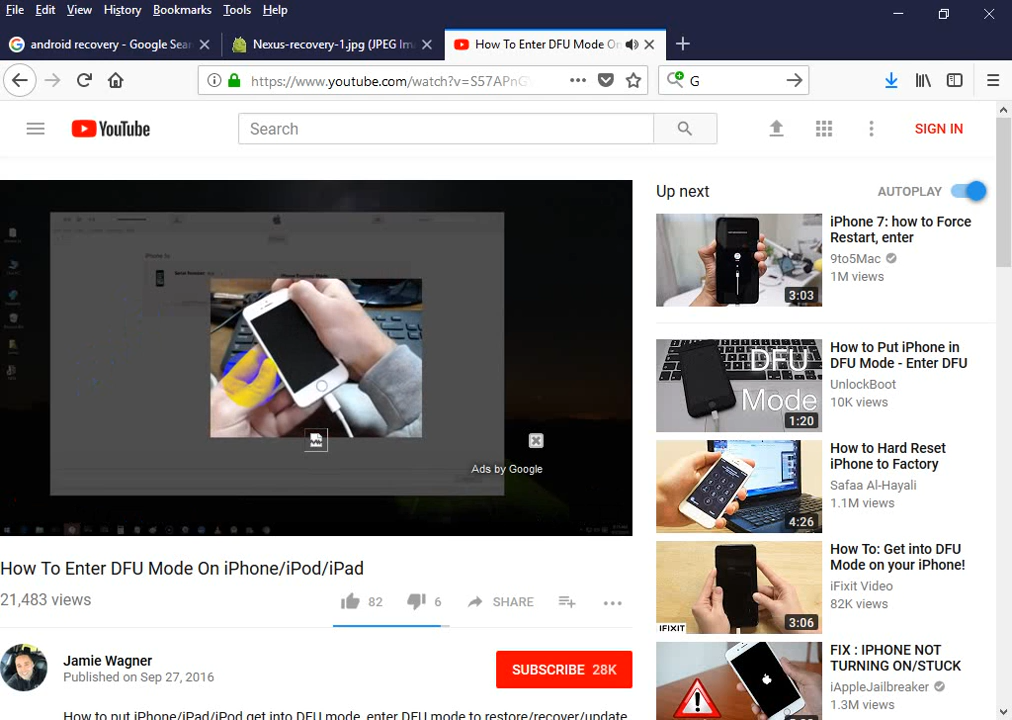 File Edit View History Bookmarks Tools Help
android recovery - Google Sear
Nexus-recovery-1.jpg (JPEG Im
How To Enter DFU Mode On
https://www.youtube.com/watch?v=S57APnG
G
YouTube
Search
SIGN IN
Ads by Google
How To Enter DFU Mode On iPhone/iPod/iPad
21,483 views
82
6
SHARE
Jamie Wagner
Published on Sep 27, 2016
SUBSCRIBE 28K
How to put iPhone/iPad/iPod get into DFU mode, enter DFU mode to restore/recover/update
Up next
AUTOPLAY
3:03
iPhone 7: how to Force
Restart, enter
9to5Mac
1M views
DFU
Mode
1:20
How to Put iPhone in
DFU Mode - Enter DFU
UnlockBoot
10K views
4:26
How to Hard Reset
iPhone to Factory
Safaa Al-Hayali
1.1M views
IFIXIT
3:06
How To: Get into DFU
Mode on your iPhone!
iFixit Video
82K views
FIX : IPHONE NOT
TURNING ON/STUCK
iAppleJailbreaker
1.3M views